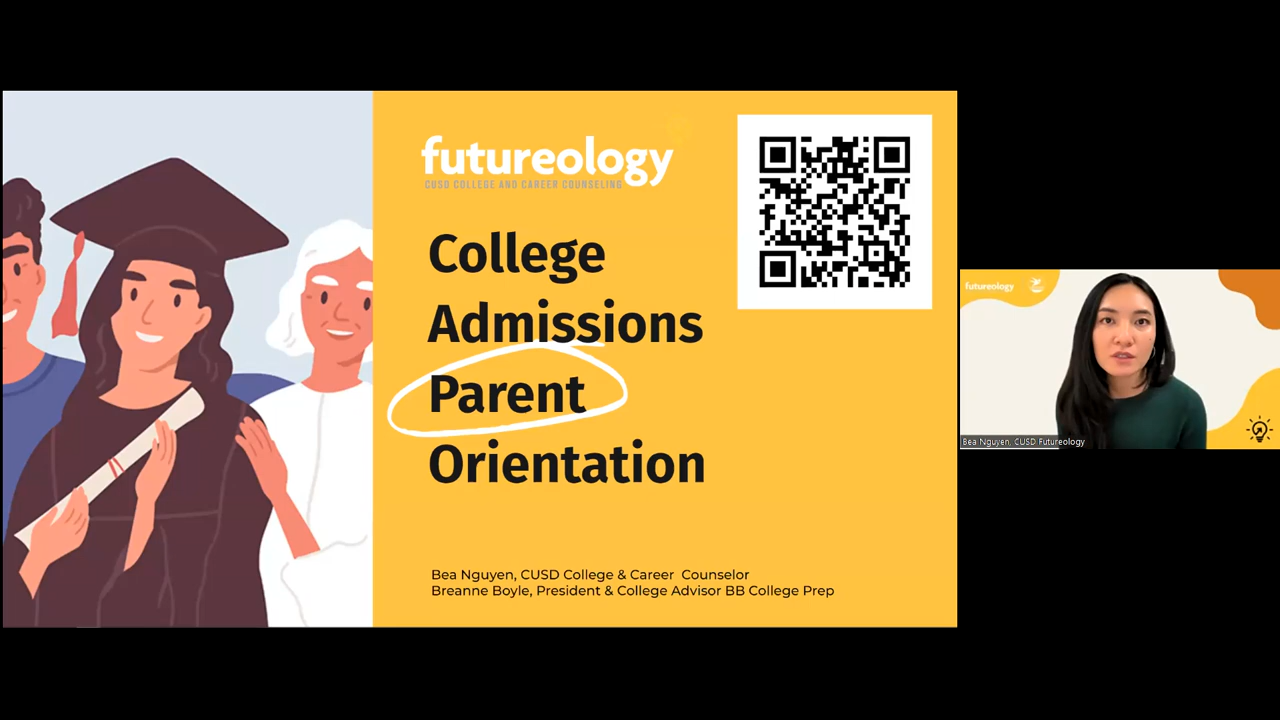 futureology
CUSD COLLEGE AND CAREER COUNSELING
College
Admissions
Parent
Orientation
Bea Nguyen, CUSD College & Career Counselor
Breanne Boyle, President & College Advisor BB College Prep
futureology
Bea Nguyen, CUSD Futureology